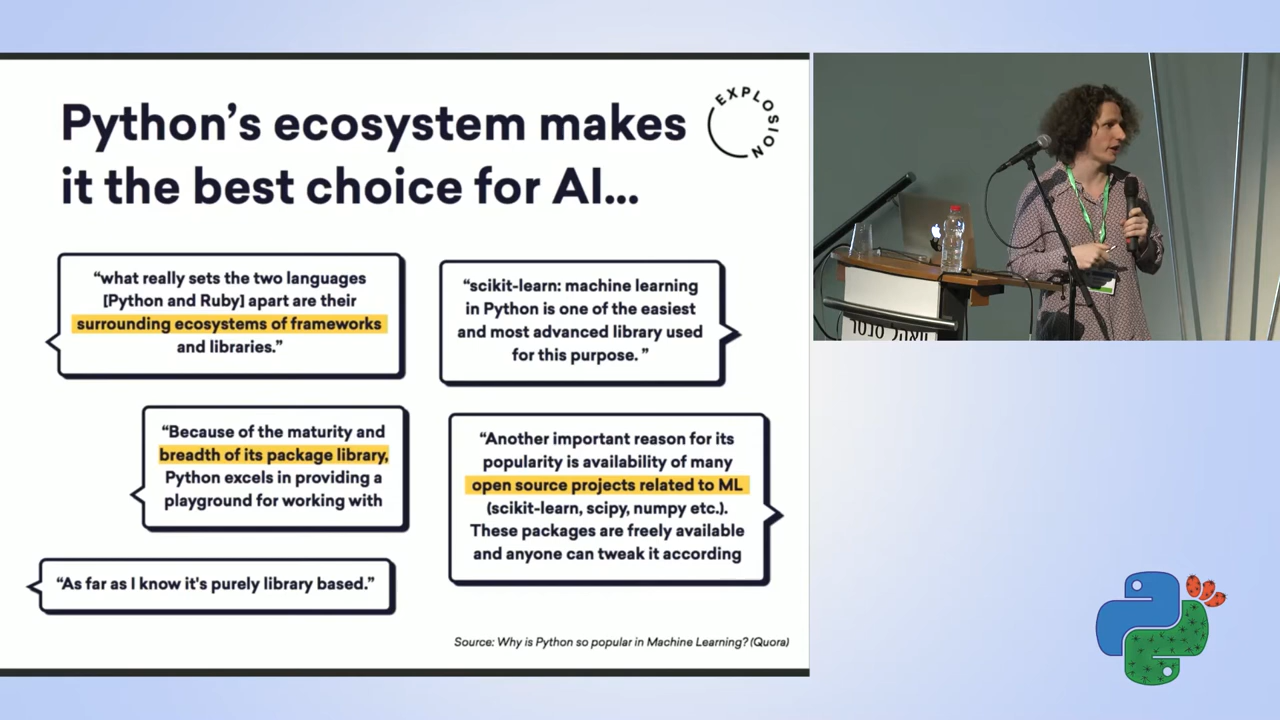 Python’s ecosystem makes
it the best choice for AI...
EXPLOSION
“what really sets the two languages
[Python and Ruby] apart are their
surrounding ecosystems of frameworks
and libraries.”
“scikit-learn: machine learning
in Python is one of the easiest
and most advanced library used
for this purpose. ”
“Because of the maturity and
breadth of its package library,
Python excels in providing a
playground for working with
“Another important reason for its
popularity is availability of many
open source projects related to ML
(scikit-learn, scipy, numpy etc.).
These packages are freely available
and anyone can tweak it according
“As far as I know it's purely library based.”
Source: Why is Python so popular in Machine Learning? (Quora)